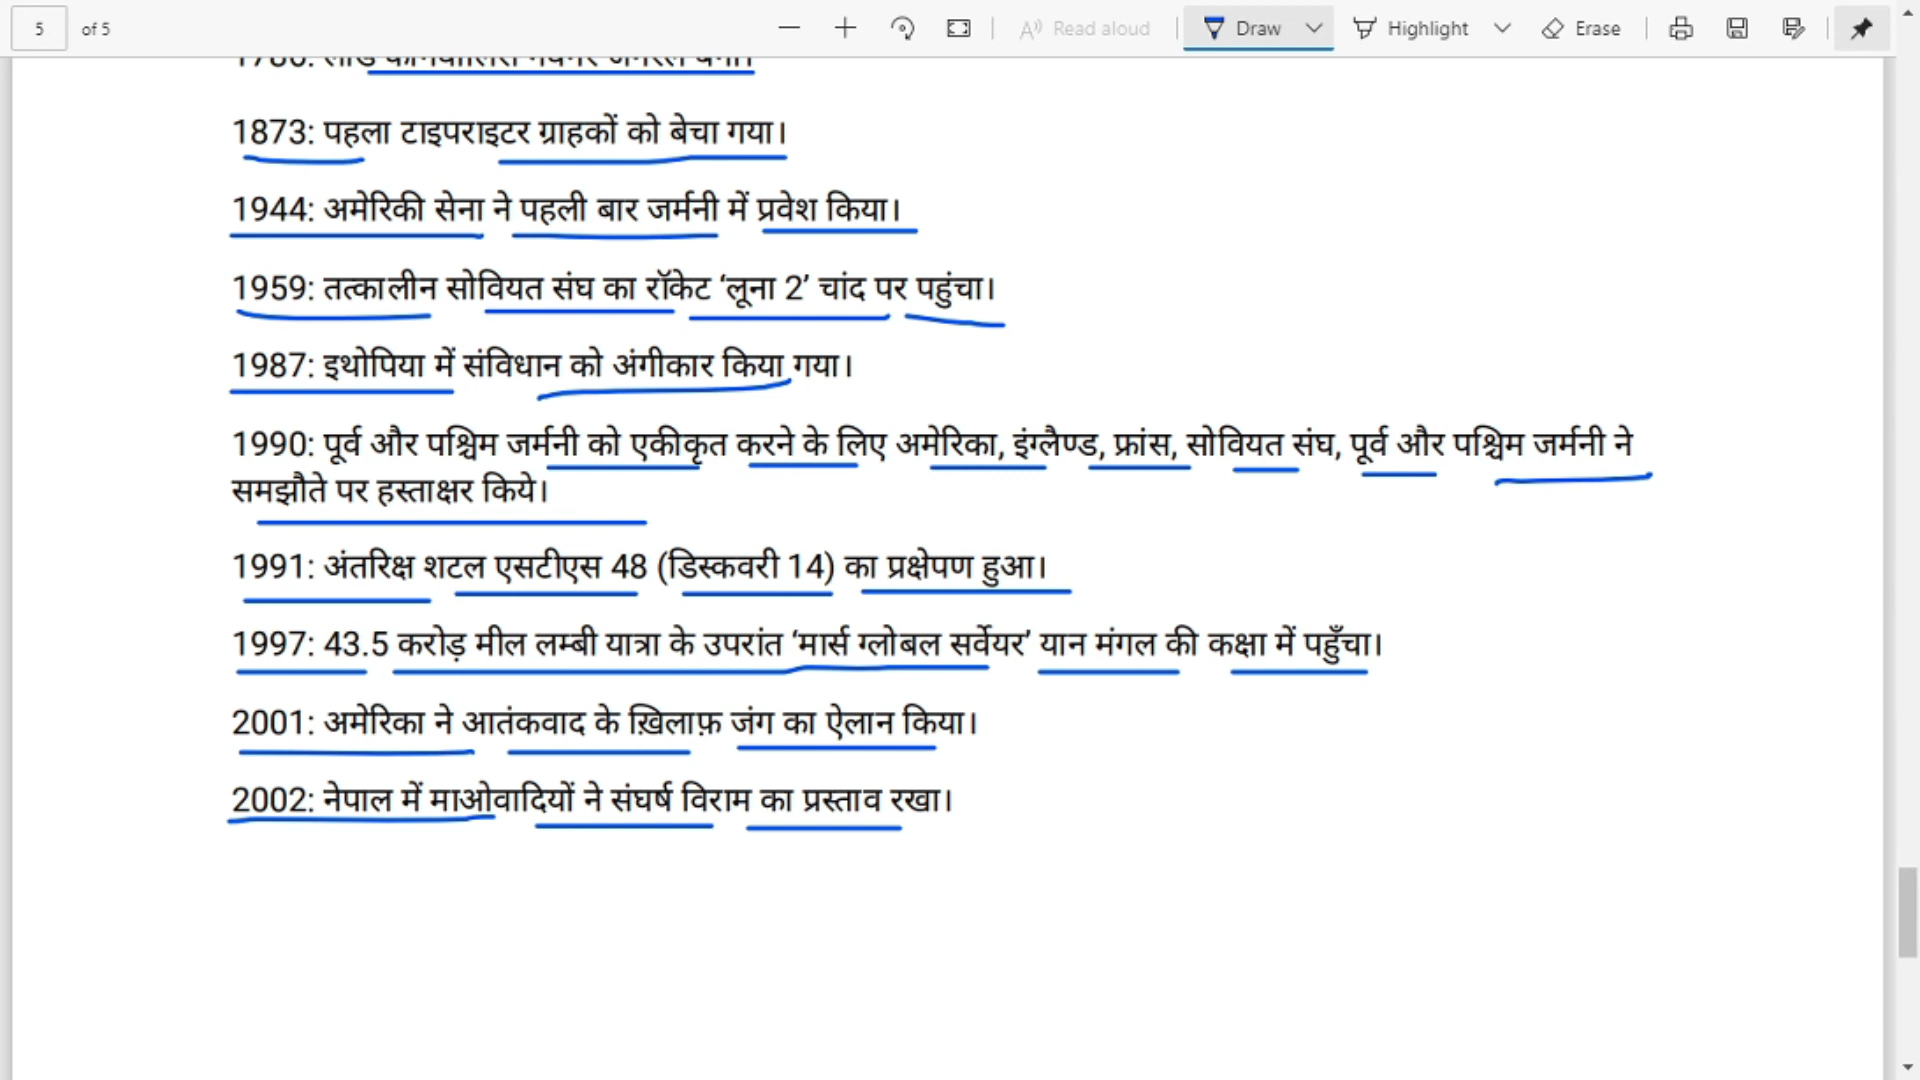 5 of 5 Read aloud Draw Highlight Erase
1873: पहला टाइपराइटर ग्राहकों को बेचा गया।
1944: अमेरिकी सेना ने पहली बार जर्मनी में प्रवेश किया।
1959: तत्कालीन सोवियत संघ का रॉकेट ‘लूना 2’ चांद पर पहुंचा।
1987: इथोपिया में संविधान को अंगीकार किया गया।
1990: पूर्व और पश्चिम जर्मनी को एकीकृत करने के लिए अमेरिका, इंग्लैण्ड, फ्रांस, सोवियत संघ, पूर्व और पश्चिम जर्मनी ने
समझौते पर हस्ताक्षर किये।
1991: अंतरिक्ष शटल एसटीएस 48 (डिस्कवरी 14) का प्रक्षेपण हुआ।
1997: 43.5 करोड़ मील लम्बी यात्रा के उपरांत ‘मार्स ग्लोबल सर्वेयर’ यान मंगल की कक्षा में पहुँचा।
2001: अमेरिका ने आतंकवाद के ख़िलाफ़ जंग का ऐलान किया।
2002: नेपाल में माओवादियों ने संघर्ष विराम का प्रस्ताव रखा।